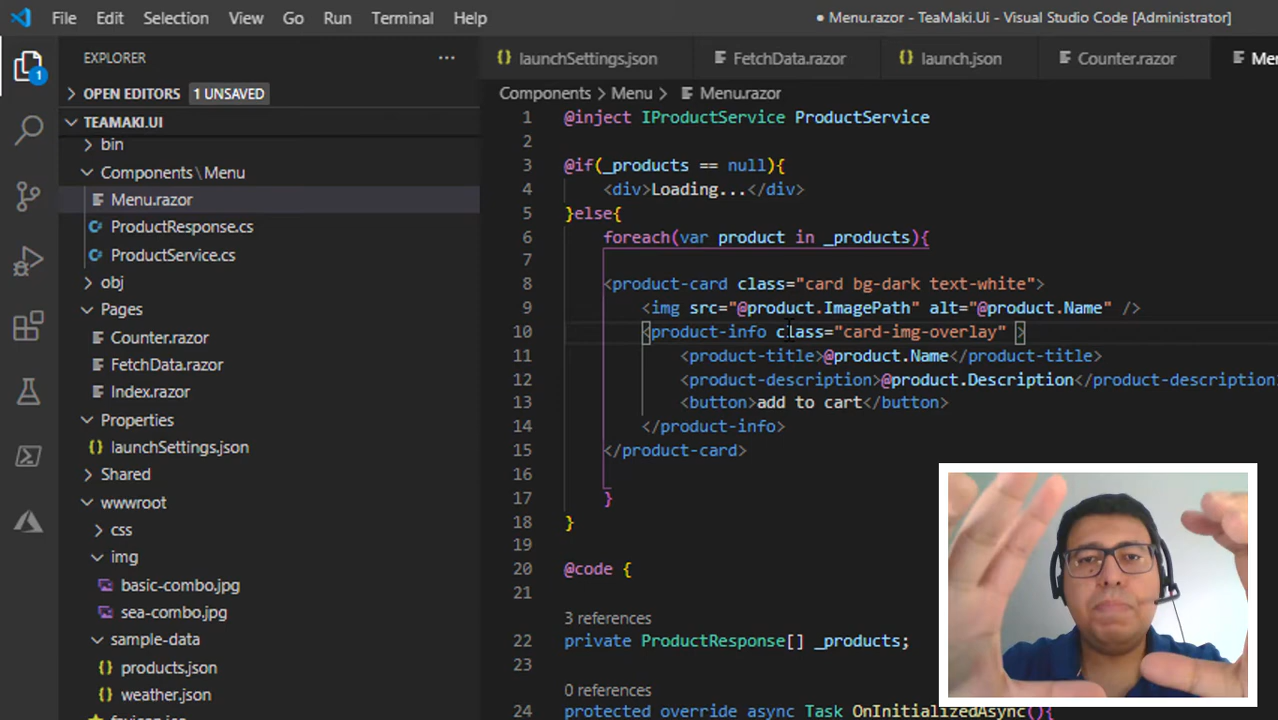 File Edit Selection View Go Run Terminal Help
● Menu.razor - TeaMaki.Ui - Visual Studio Code [Administrator]
EXPLORER ...
launchSettings.json FetchData.razor launch.json Counter.razor
1
OPEN EDITORS 1 UNSAVED
Components > Menu > Menu.razor
TEAMAKI.UI
bin
Components \ Menu
Menu.razor
ProductResponse.cs
ProductService.cs
obj
Pages
Counter.razor
FetchData.razor
Index.razor
Properties
{} launchSettings.json
Shared
wwwroot
css
img
basic-combo.jpg
sea-combo.jpg
sample-data
{} products.json
{} weather.json
1 @inject IProductService ProductService
2
3 @if(_products == null){
4 <div>Loading...</div>
5 }else{
6 foreach(var product in _products){
7
8 <product-card class="card bg-dark text-white">
9 <img src="@product.ImagePath" alt="@product.Name" />
10 <product-info class="card-img-overlay" >
11 <product-title>@product.Name</product-title>
12 <product-description>@product.Description</product-description
13 <button>add to cart</button>
14 </product-info>
15 </product-card>
16
17 }
18 }
19
20 @code {
21
3 references
22 private ProductResponse[] _products;
23
0 references
24 protected override async Task OnInitializedAsync(){